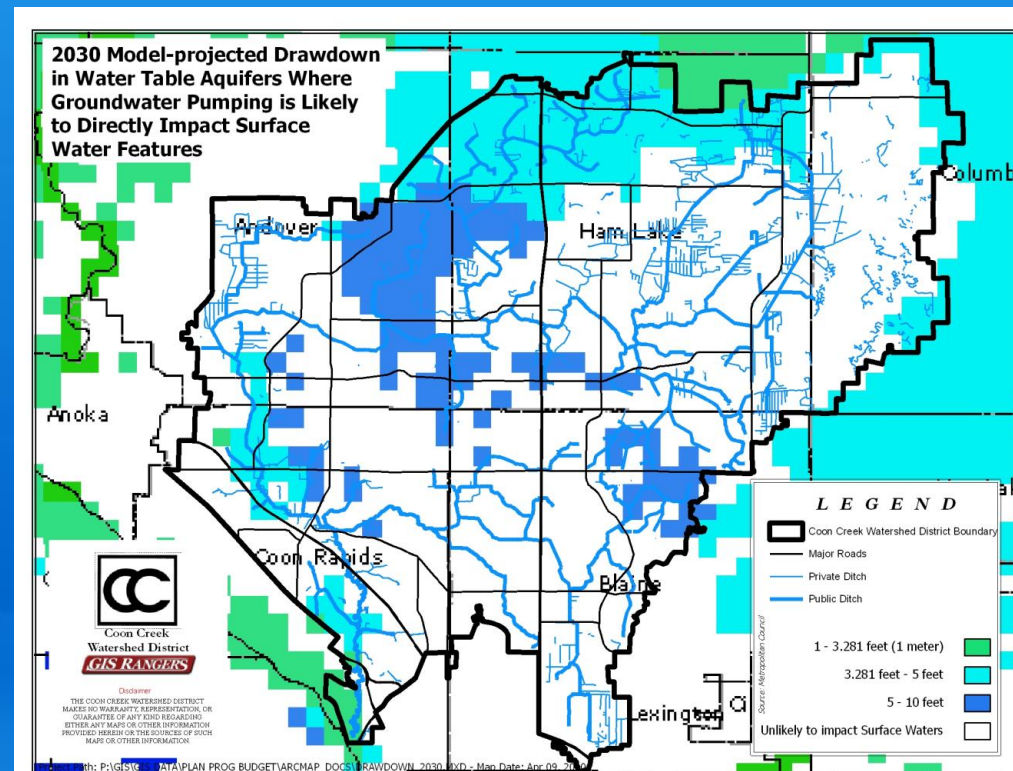 2030 Model-projected Drawdown
in Water Table Aquifers Where
Groundwater Pumping is Likely
to Directly Impact Surface
Water Features
Columb
Andover
Ham Lake
Anoka
Coon Rapids
Blaine
Lexington
LEGEND
Coon Creek Watershed District Boundary
Major Roads
Private Ditch
Public Ditch
Source: Metropolitan Council
1 - 3.281 feet (1 meter)
3.281 feet - 5 feet
5 - 10 feet
Unlikely to impact Surface Waters
CC
Coon Creek
Watershed District
GIS RANGERS
Disclaimer
THE COON CREEK WATERSHED DISTRICT
MAKES NO WARRANTY, REPRESENTATION, OR
GUARANTEE OF ANY KIND REGARDING
EITHER ANY MAPS OR OTHER INFORMATION
PROVIDED HEREIN OR THE SOURCES OF SUCH
MAPS OR OTHER INFORMATION
Project Path: P:\GIS\GIS DATA\PLAN PROG BUDGET\ARCMAP DOCS\DRAWDOWN_2030.MXD - Map Date: Apr 09,